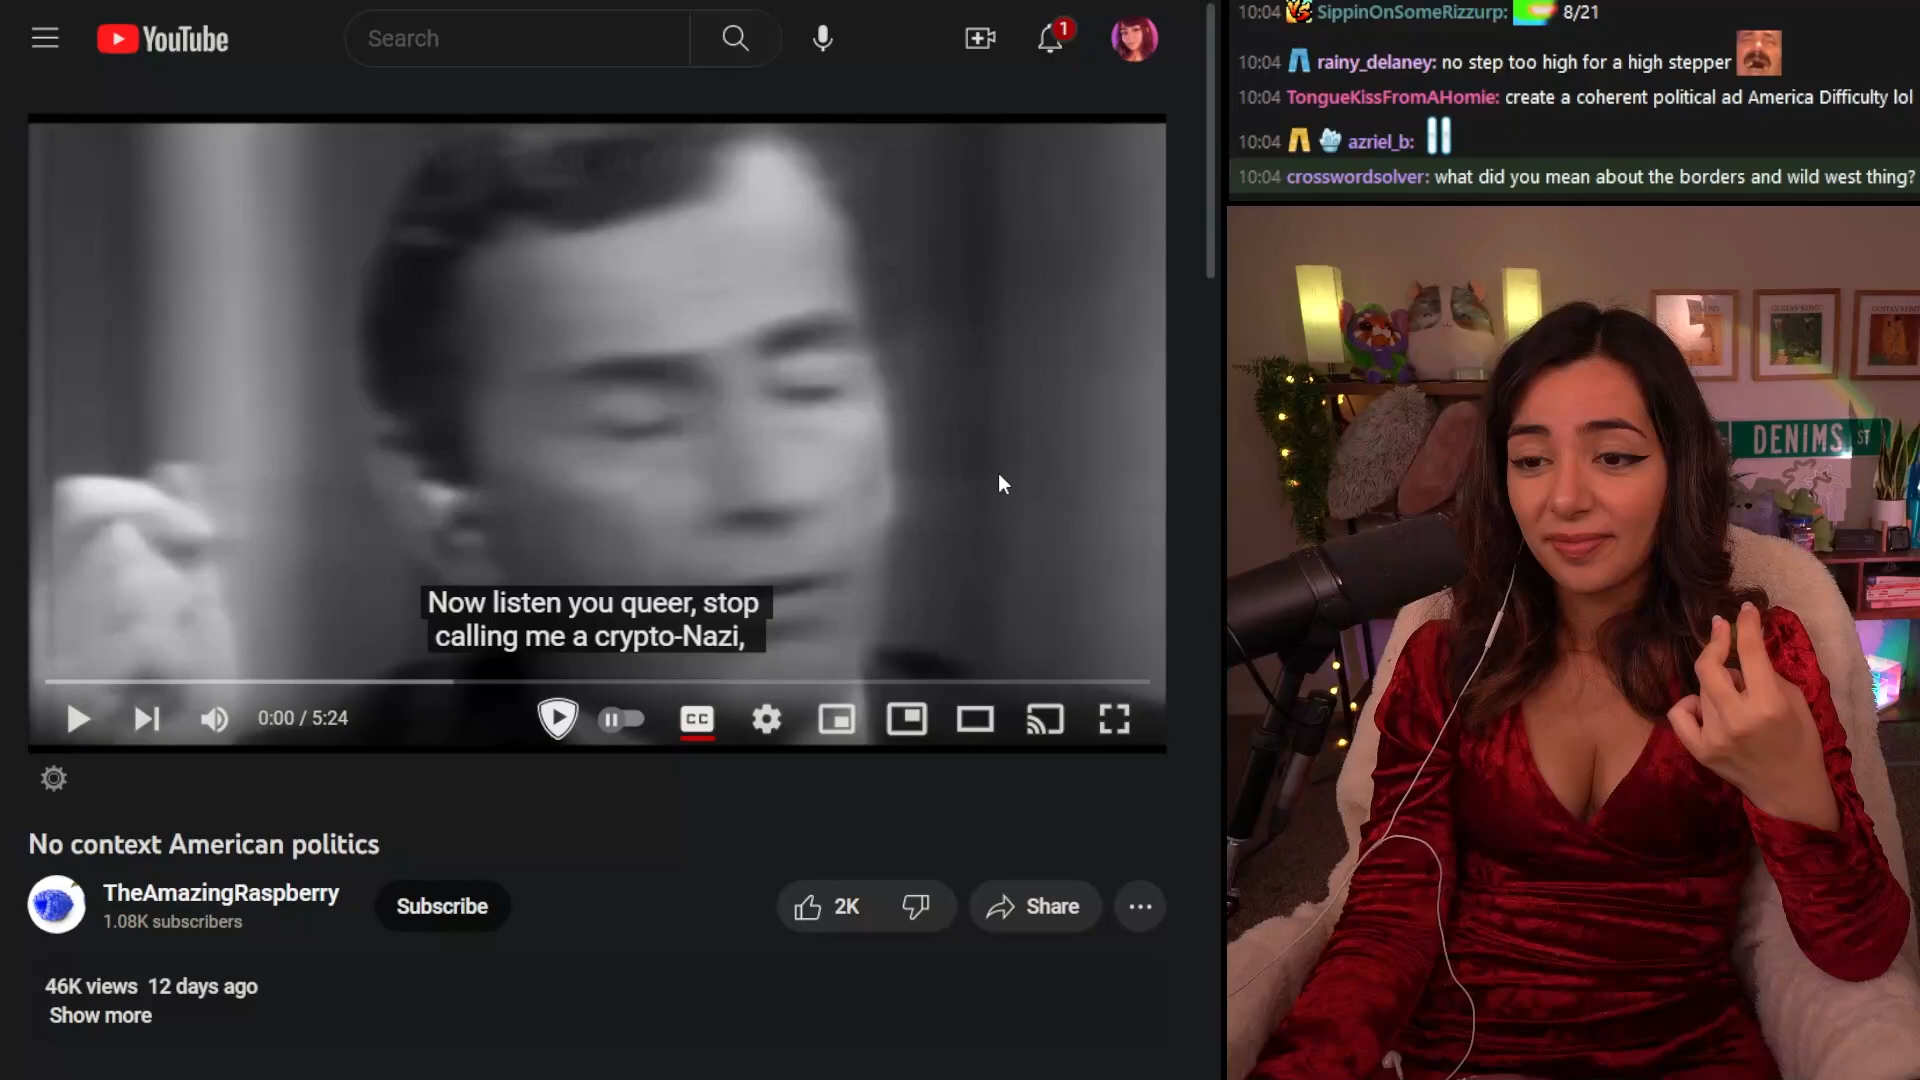 YouTube
Search
1
Now listen you queer, stop
calling me a crypto-Nazi,
0:00 / 5:24
CC
No context American politics
TheAmazingRaspberry
1.08K subscribers
Subscribe
2K
Share
46K views 12 days ago
Show more
10:04 SippinOnSomeRizzurp: 8/21
10:04 rainy_delaney: no step too high for a high stepper
10:04 TongueKissFromAHomie: create a coherent political ad America Difficulty lol
10:04 azriel_b:
10:04 crosswordsolver: what did you mean about the borders and wild west thing?
DENIMS ST